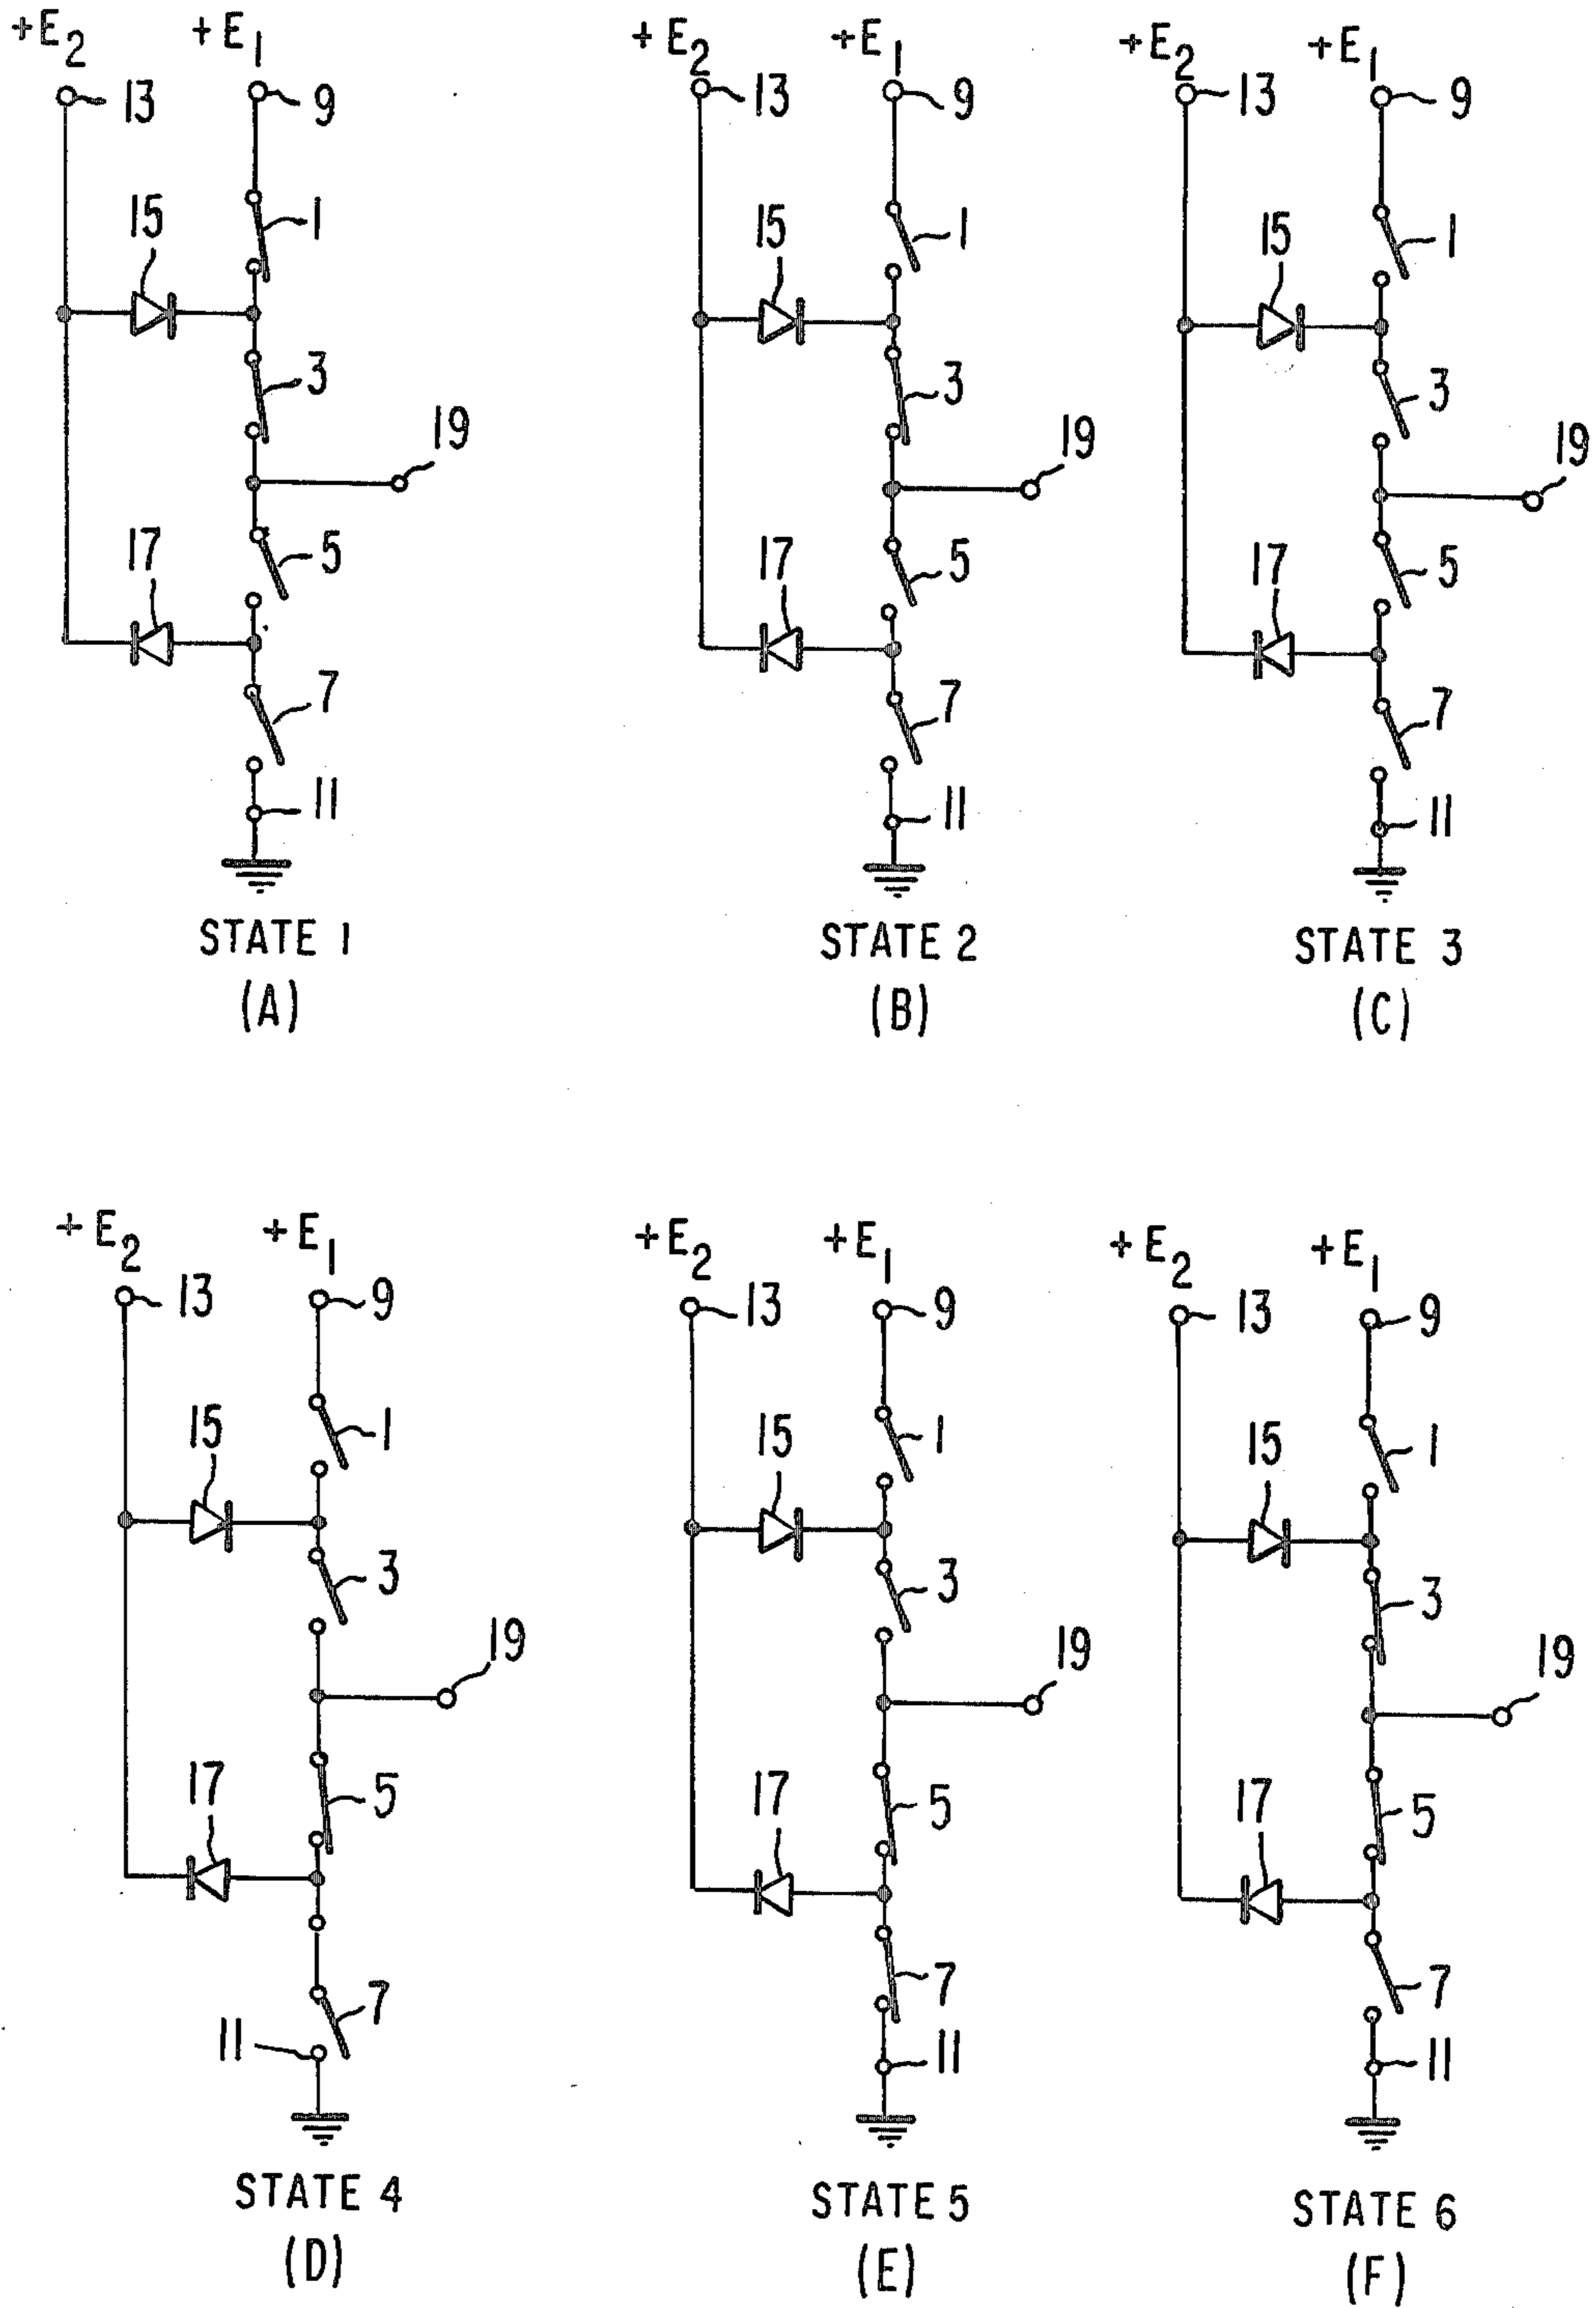 +E2 +E1
13 9
15 1
3
19
17 5
7
11
STATE 1
(A)
+E2 +E1
13 9
15 1
3
19
17 5
7
11
STATE 2
(B)
+E2 +E1
13 9
15 1
3
19
17 5
7
11
STATE 3
(C)
+E2 +E1
13 9
15 1
3
19
17 5
7
11
STATE 4
(D)
+E2 +E1
13 9
15 1
3
19
17 5
7
11
STATE 5
(E)
+E2 +E1
13 9
15 1
3
19
17 5
7
11
STATE 6
(F)